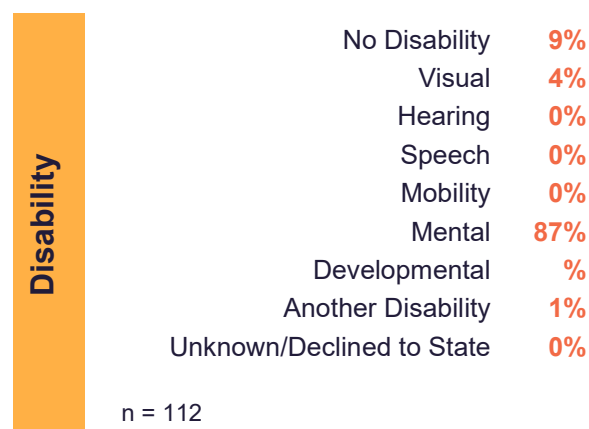 Disability
No Disability 9%
Visual 4%
Hearing 0%
Speech 0%
Mobility 0%
Mental 87%
Developmental %
Another Disability 1%
Unknown/Declined to State 0%
n = 112